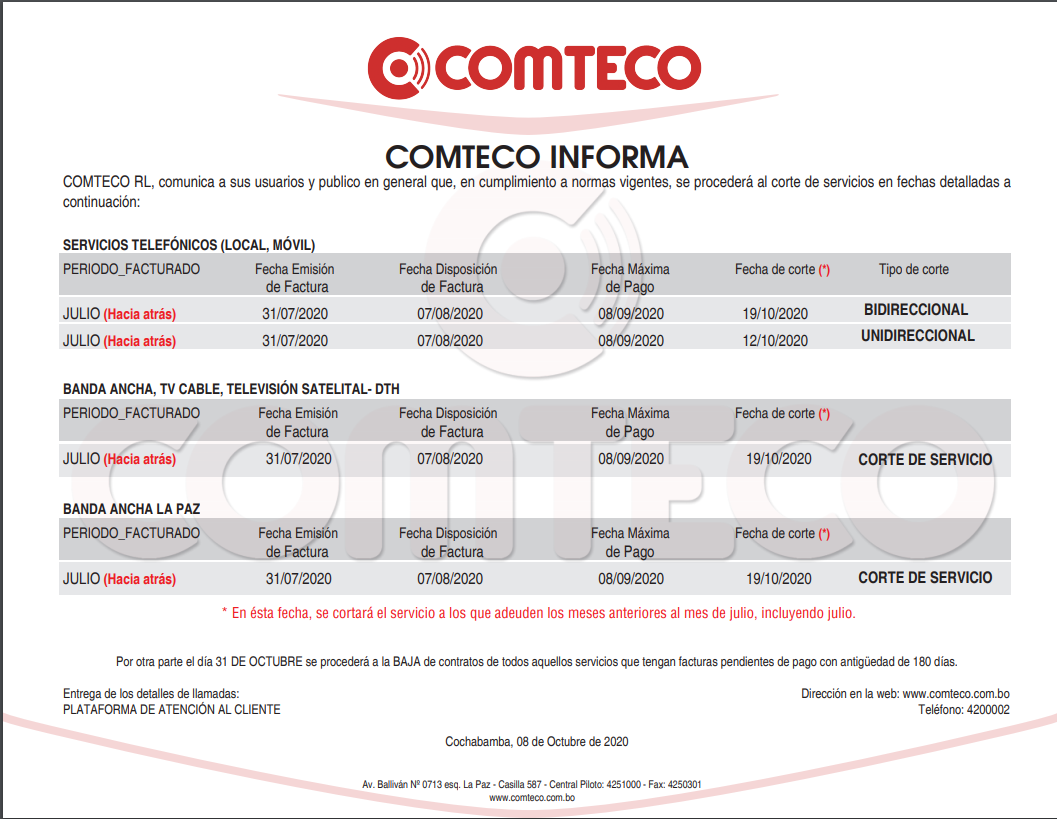 COMTECO
COMTECO INFORMA
COMTECO RL, comunica a sus usuarios y publico en general que, en cumplimiento a normas vigentes, se procederá al corte de servicios en fechas detalladas a
continuación:
SERVICIOS TELEFÓNICOS (LOCAL, MÓVIL)
PERIODO_FACTURADO Fecha Emisión Fecha Disposición Fecha Máxima Fecha de corte (*) Tipo de corte
de Factura de Factura de Pago
JULIO (Hacia atrás) 31/07/2020 07/08/2020 08/09/2020 19/10/2020 BIDIRECCIONAL
JULIO (Hacia atrás) 31/07/2020 07/08/2020 08/09/2020 12/10/2020 UNIDIRECCIONAL
BANDA ANCHA, TV CABLE, TELEVISIÓN SATELITAL- DTH
PERIODO_FACTURADO Fecha Emisión Fecha Disposición Fecha Máxima Fecha de corte (*)
de Factura de Factura de Pago
JULIO (Hacia atrás) 31/07/2020 07/08/2020 08/09/2020 19/10/2020 CORTE DE SERVICIO
COMTECO
BANDA ANCHA LA PAZ
PERIODO_FACTURADO Fecha Emisión Fecha Disposición Fecha Máxima Fecha de corte (*)
de Factura de Factura de Pago
JULIO (Hacia atrás) 31/07/2020 07/08/2020 08/09/2020 19/10/2020 CORTE DE SERVICIO
* En ésta fecha, se cortará el servicio a los que adeuden los meses anteriores al mes de julio, incluyendo julio.
Por otra parte el día 31 DE OCTUBRE se procederá a la BAJA de contratos de todos aquellos servicios que tengan facturas pendientes de pago con antigüedad de 180 días.
Entrega de los detalles de llamadas: Dirección en la web: www.comteco.com.bo
PLATAFORMA DE ATENCIÓN AL CLIENTE Teléfono: 4200002
Cochabamba, 08 de Octubre de 2020
Av. Ballivián Nº 0713 esq. La Paz - Casilla 587 - Central Piloto: 4251000 - Fax: 4250301
www.comteco.com.bo